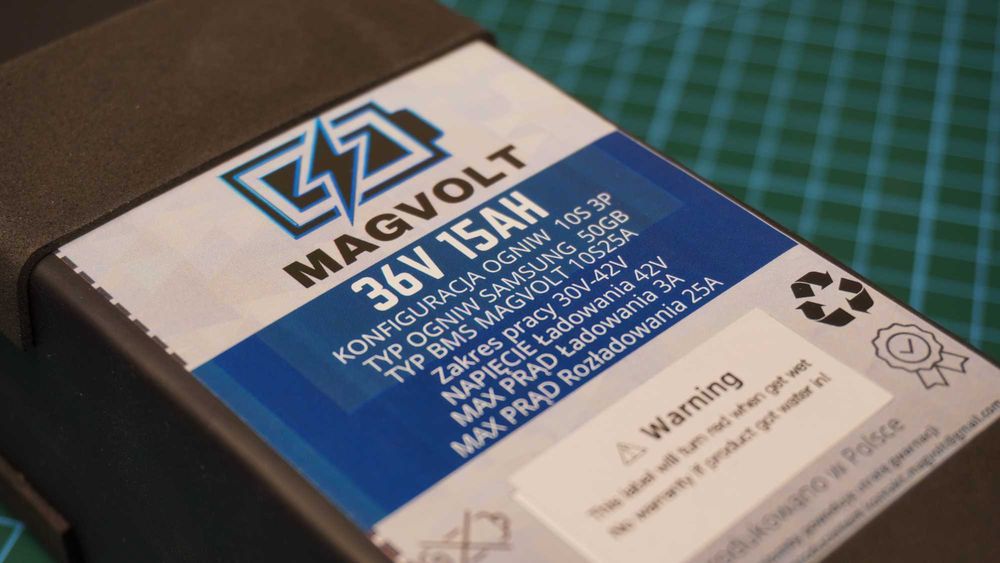 MAGVOLT
36V 15AH
KONFIGURACJA OGNIW 10S 3P
TYP OGNIW SAMSUNG 50GB
TYP BMS MAGVOLT 10S25A
Zakres pracy 30V-42V
NAPIĘCIE Ładowania 42V
MAX PRĄD Ładowania 3A
MAX PRĄD Rozładowania 25A
⚠ Warning
This label will turn red when get wet
No warranty if product got water in!
w Polsce